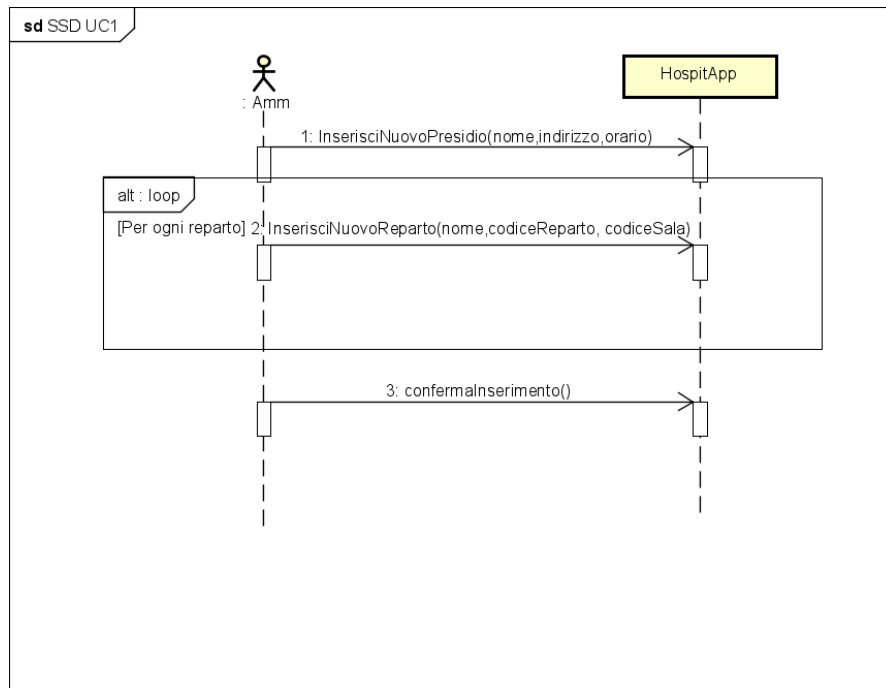 sd SSD UC1
: Amm
HospitApp
1: InserisciNuovoPresidio(nome,indirizzo,orario)
alt : loop
[Per ogni reparto] 2: InserisciNuovoReparto(nome,codiceReparto, codiceSala)
3: confermaInserimento()